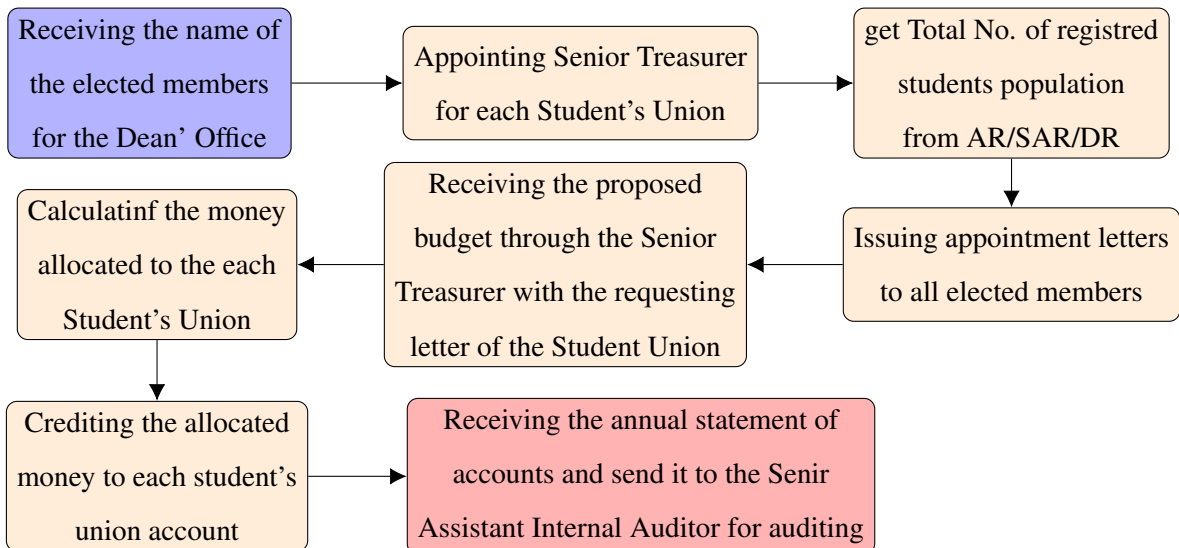 Receiving the name of
the elected members
for the Dean’ Office
Appointing Senior Treasurer
for each Student’s Union
get Total No. of registred
students population
from AR/SAR/DR
Issuing appointment letters
to all elected members
Receiving the proposed
budget through the Senior
Treasurer with the requesting
letter of the Student Union
Calculatinf the money
allocated to the each
Student’s Union
Crediting the allocated
money to each student’s
union account
Receiving the annual statement of
accounts and send it to the Senir
Assistant Internal Auditor for auditing